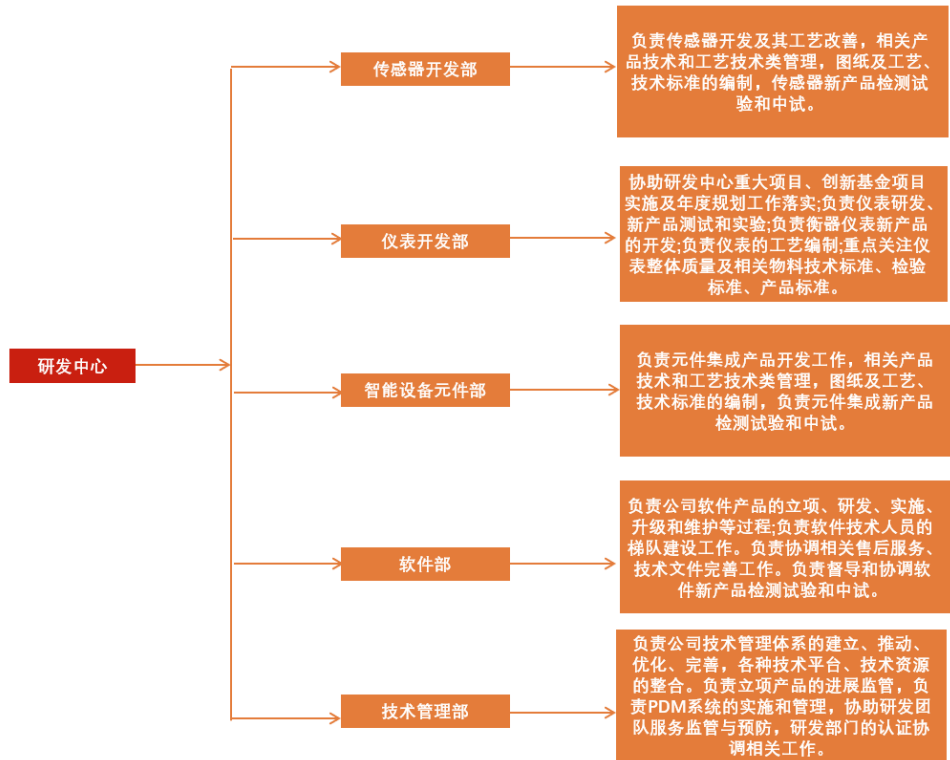 研发中心
传感器开发部
负责传感器开发及其工艺改善，相关产
品技术和工艺技术类管理，图纸及工艺、
技术标准的编制，传感器新产品检测试
验和中试。
仪表开发部
协助研发中心重大项目、创新基金项目
实施及年度规划工作落实;负责仪表研发、
新产品测试和实验;负责衡器仪表新产品
的开发;负责仪表的工艺编制;重点关注仪
表整体质量及相关物料技术标准、检验
标准、产品标准。
智能设备元件部
负责元件集成产品开发工作，相关产品
技术和工艺技术类管理，图纸及工艺、
技术标准的编制，负责元件集成新产品
检测试验和中试。
软件部
负责公司软件产品的立项、研发、实施、
升级和维护等过程;负责软件技术人员的
梯队建设工作。负责协调相关售后服务、
技术文件完善工作。负责督导和协调软
件新产品检测试验和中试。
技术管理部
负责公司技术管理体系的建立、推动、
优化、完善，各种技术平台、技术资源
的整合。负责立项产品的进展监管，负
责PDM系统的实施和管理，协助研发团
队服务监管与预防，研发部门的认证协
调相关工作。